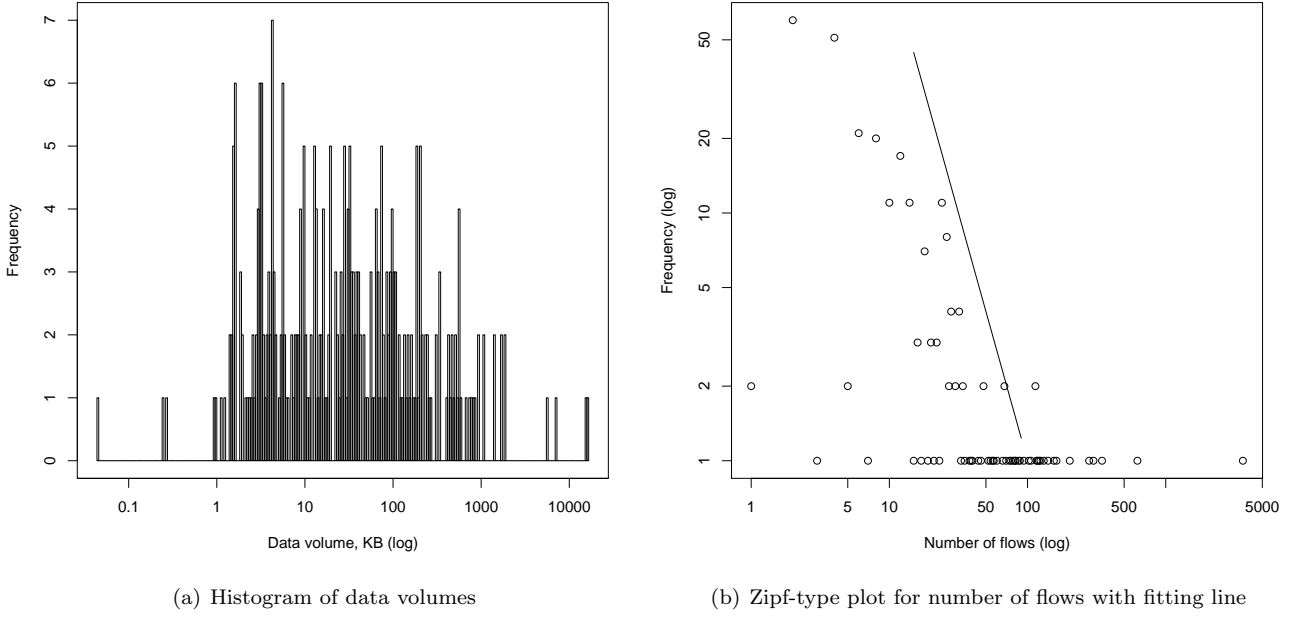 7
6
5
4
3
2
1
0
Frequency
0.1 1 10 100 1000 10000
Data volume, KB (log)
(a) Histogram of data volumes
50
20
10
5
2
1
Frequency (log)
1 5 10 50 100 500 5000
Number of flows (log)
(b) Zipf-type plot for number of flows with fitting line